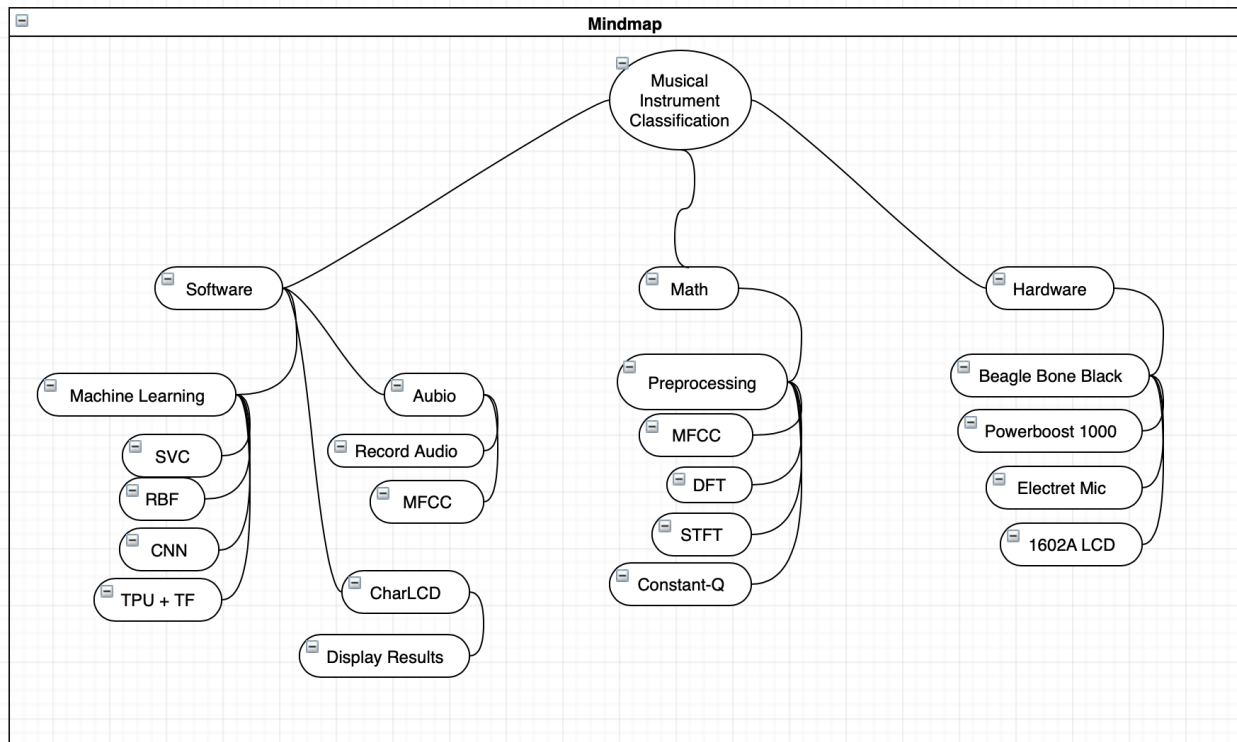 Mindmap
Musical
Instrument
Classification
Software
Math
Hardware
Machine Learning
SVC
RBF
CNN
TPU + TF
Aubio
Record Audio
MFCC
CharLCD
Display Results
Preprocessing
MFCC
DFT
STFT
Constant-Q
Beagle Bone Black
Powerboost 1000
Electret Mic
1602A LCD